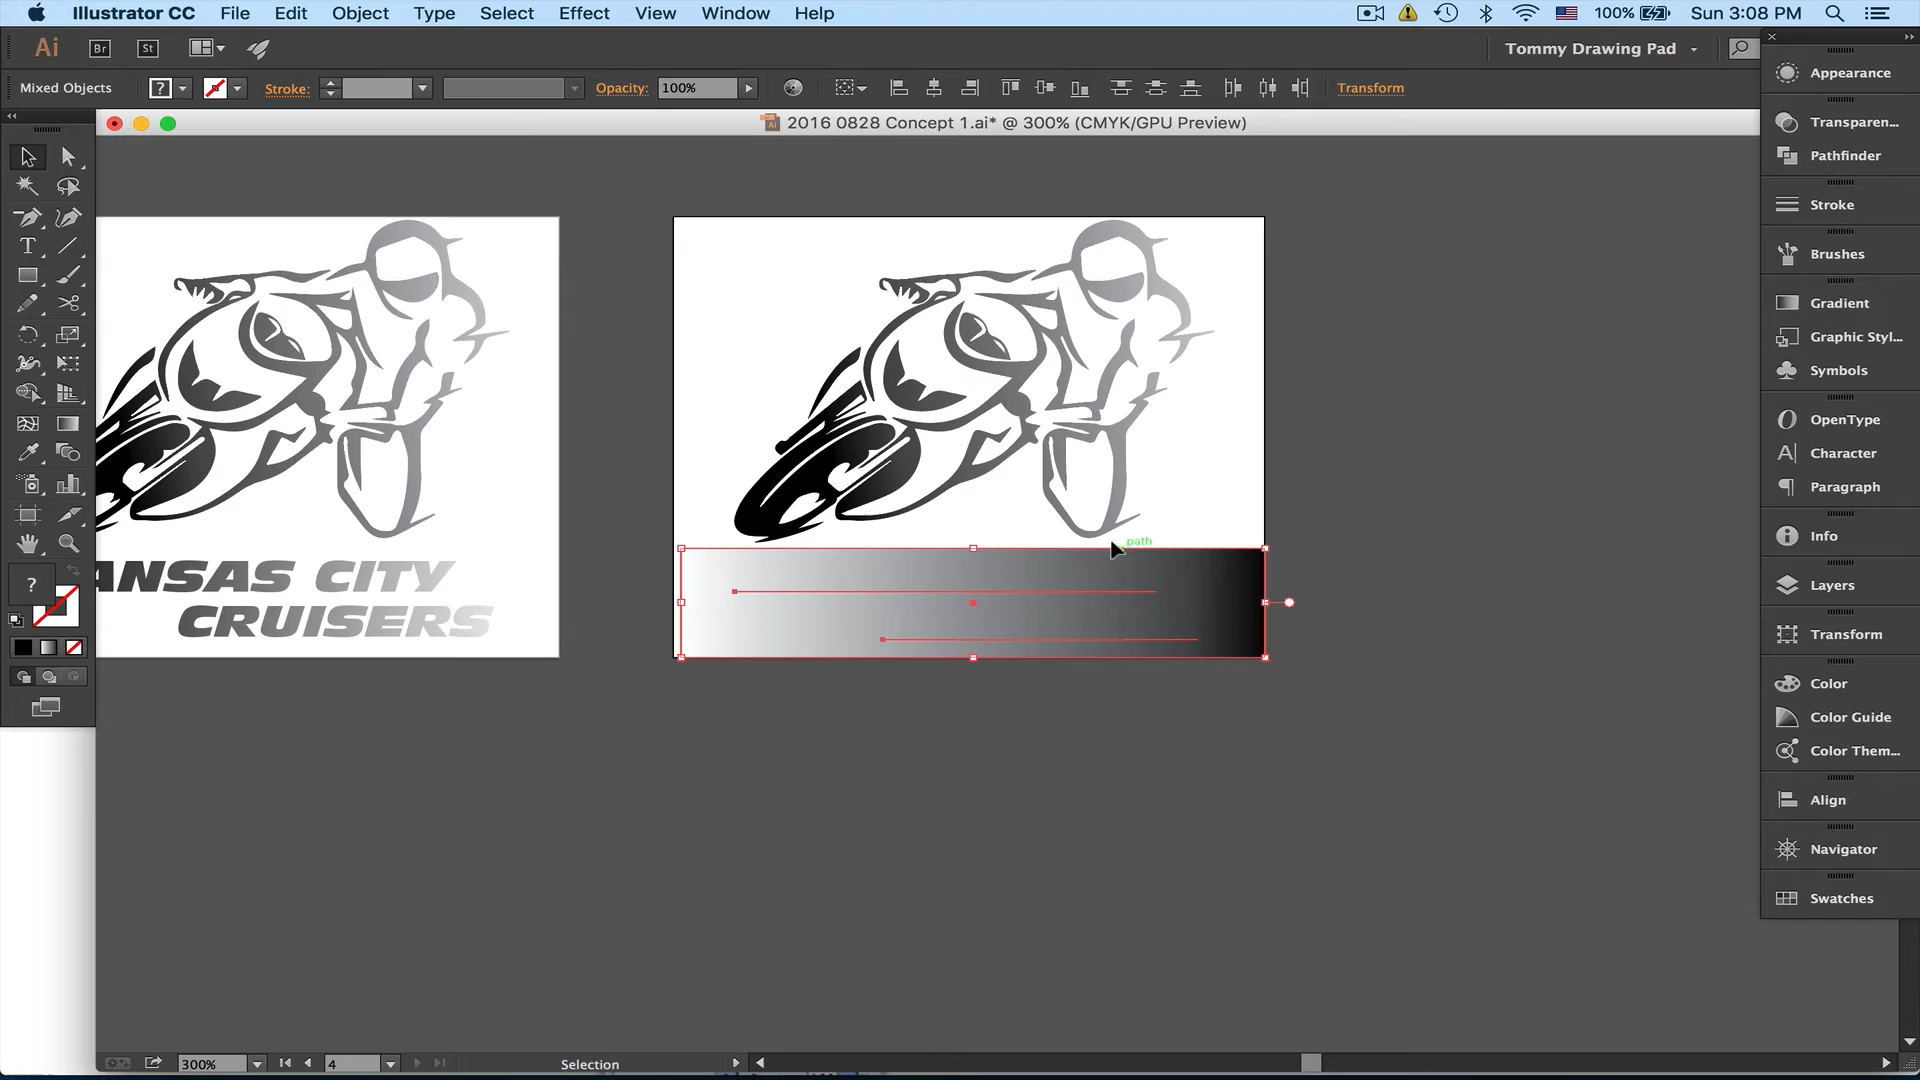 Illustrator CC File Edit Object Type Select Effect View Window Help 100% Sun 3:08 PM
Ai Br St Tommy Drawing Pad
Mixed Objects ? Stroke: Opacity: 100% Transform
2016 0828 Concept 1.ai* @ 300% (CMYK/GPU Preview)
Appearance
Transparen...
Pathfinder
Stroke
Brushes
Gradient
Graphic Styl...
Symbols
OpenType
Character
Paragraph
Info
Layers
Transform
Color
Color Guide
Color Them...
Align
Navigator
Swatches
path
ANSAS CITY
CRUISERS
?
300% 4 Selection